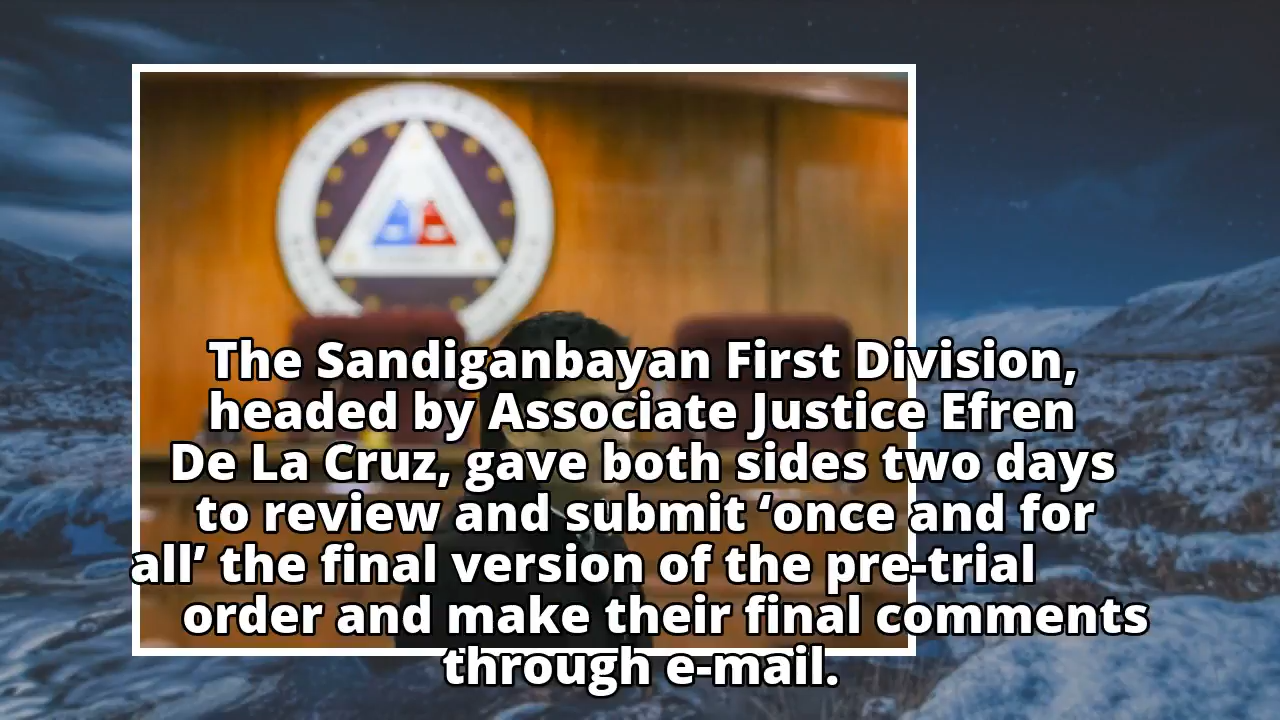 The Sandiganbayan First Division,
headed by Associate Justice Efren
De La Cruz, gave both sides two days
to review and submit ‘once and for
all’ the final version of the pre-trial
order and make their final comments
through e-mail.